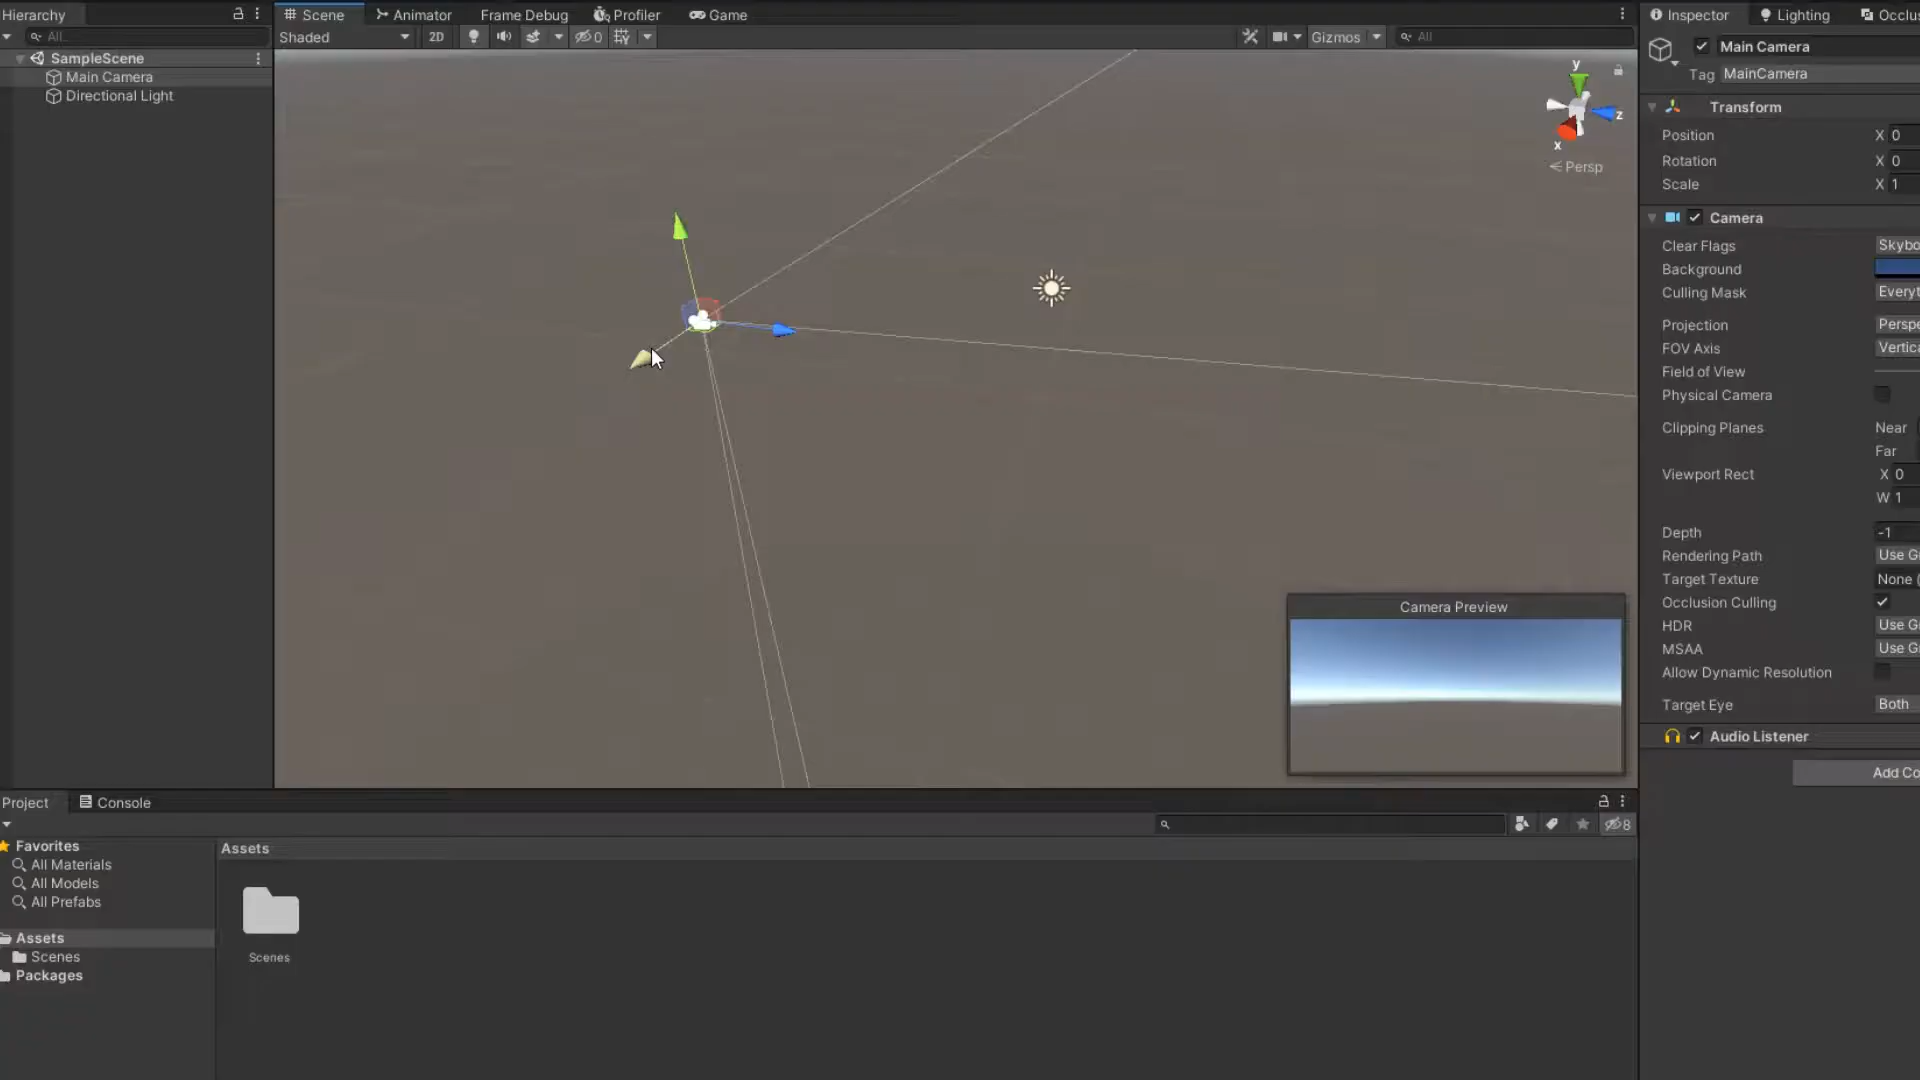 Hierarchy
All
SampleScene
Main Camera
Directional Light
Scene
Animator
Frame Debug
Profiler
Game
Shaded
2D
0
Gizmos
All
y
z
x
Persp
Camera Preview
Inspector
Lighting
Occlus
Main Camera
Tag MainCamera
Transform
Position X 0
Rotation X 0
Scale X 1
Camera
Clear Flags Skybo
Background
Culling Mask Everyt
Projection Perspe
FOV Axis Vertica
Field of View
Physical Camera
Clipping Planes Near
Far
Viewport Rect X 0
W 1
Depth -1
Rendering Path Use G
Target Texture None (
Occlusion Culling
HDR Use G
MSAA Use G
Allow Dynamic Resolution
Target Eye Both
Audio Listener
Add Co
Project
Console
8
Favorites
All Materials
All Models
All Prefabs
Assets
Scenes
Packages
Assets
Scenes